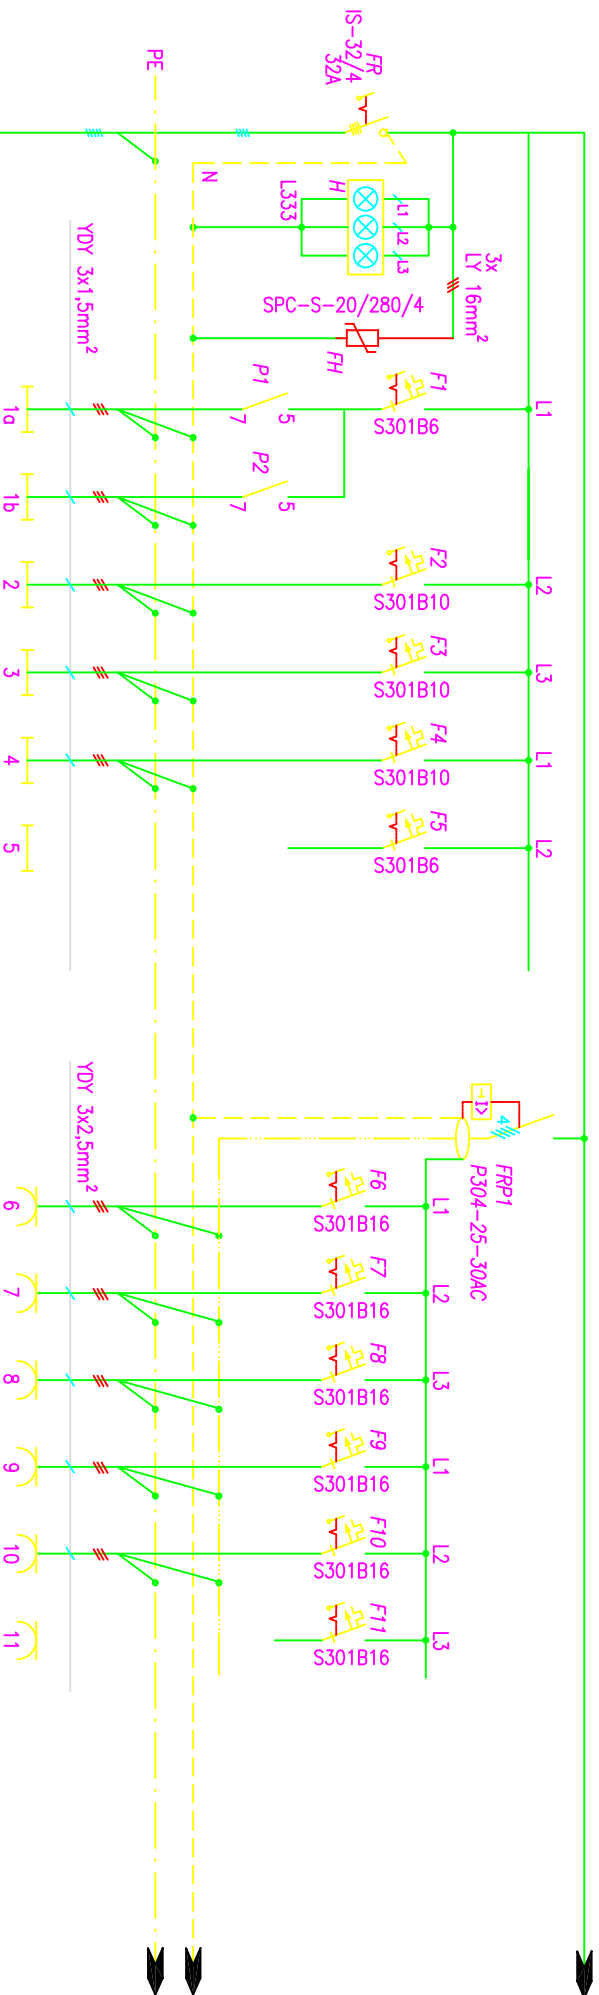 PE
FR
IS-32/4
32A
N
H
L333
L1
L2
L3
3x
LY 16mm²
SPC-S-20/280/4
FH
YDY 3x1,5mm²
L1
F1
S301B6
P1
5
7
1a
P2
5
7
1b
L2
F2
S301B10
2
L3
F3
S301B10
3
L1
F4
S301B10
4
L2
F5
S301B6
5
I>
4
FRP1
P304-25-30AC
YDY 3x2,5mm²
L1
F6
S301B16
6
L2
F7
S301B16
7
L3
F8
S301B16
8
L1
F9
S301B16
9
L2
F10
S301B16
10
L3
F11
S301B16
11